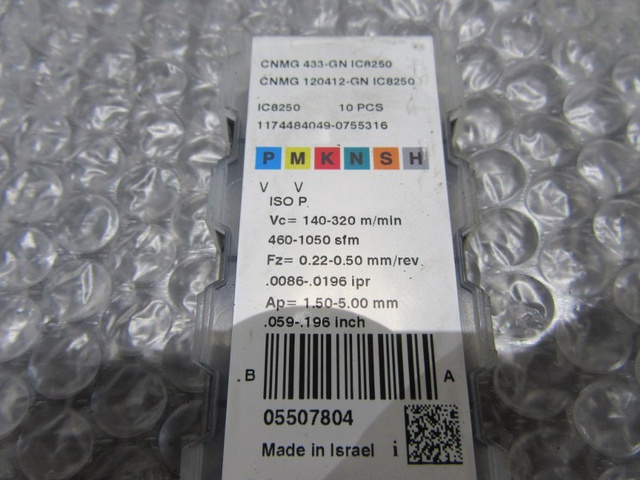 CNMG 433-GN IC8250
CNMG 120412-GN IC8250
IC8250 10 PCS
1174484049-0755316
P M K N S H
V V
ISO P
Vc= 140-320 m/min
460-1050 sfm
Fz= 0.22-0.50 mm/rev
.0086-.0196 ipr
Ap= 1.50-5.00 mm
.059-.196 inch
.B A
05507804
Made in Israel i